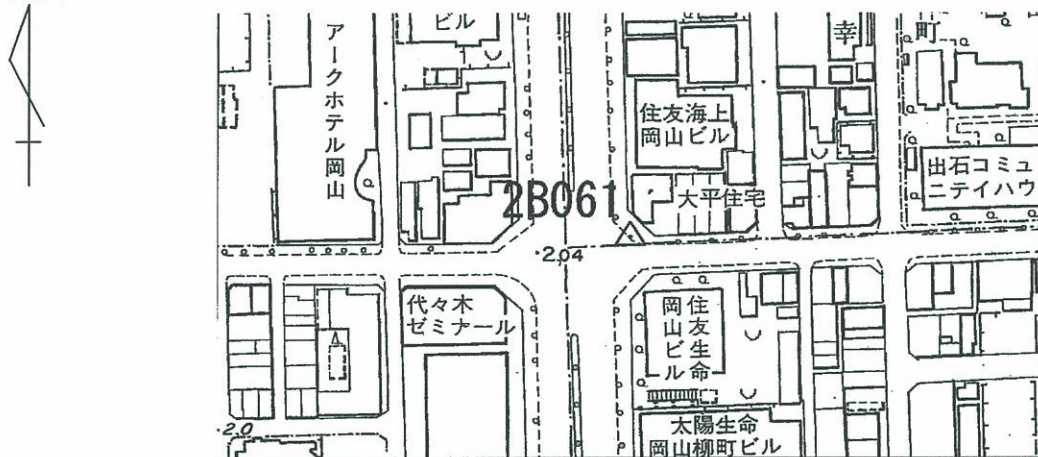 アークホテル岡山
ビル
幸
町
住友海上
岡山ビル
出石コミュ
ニテイハウ
2B061
大平住宅
2.04
代々木
ゼミナール
住友生命
岡山ビル
2.0
太陽生命
岡山柳町ビル